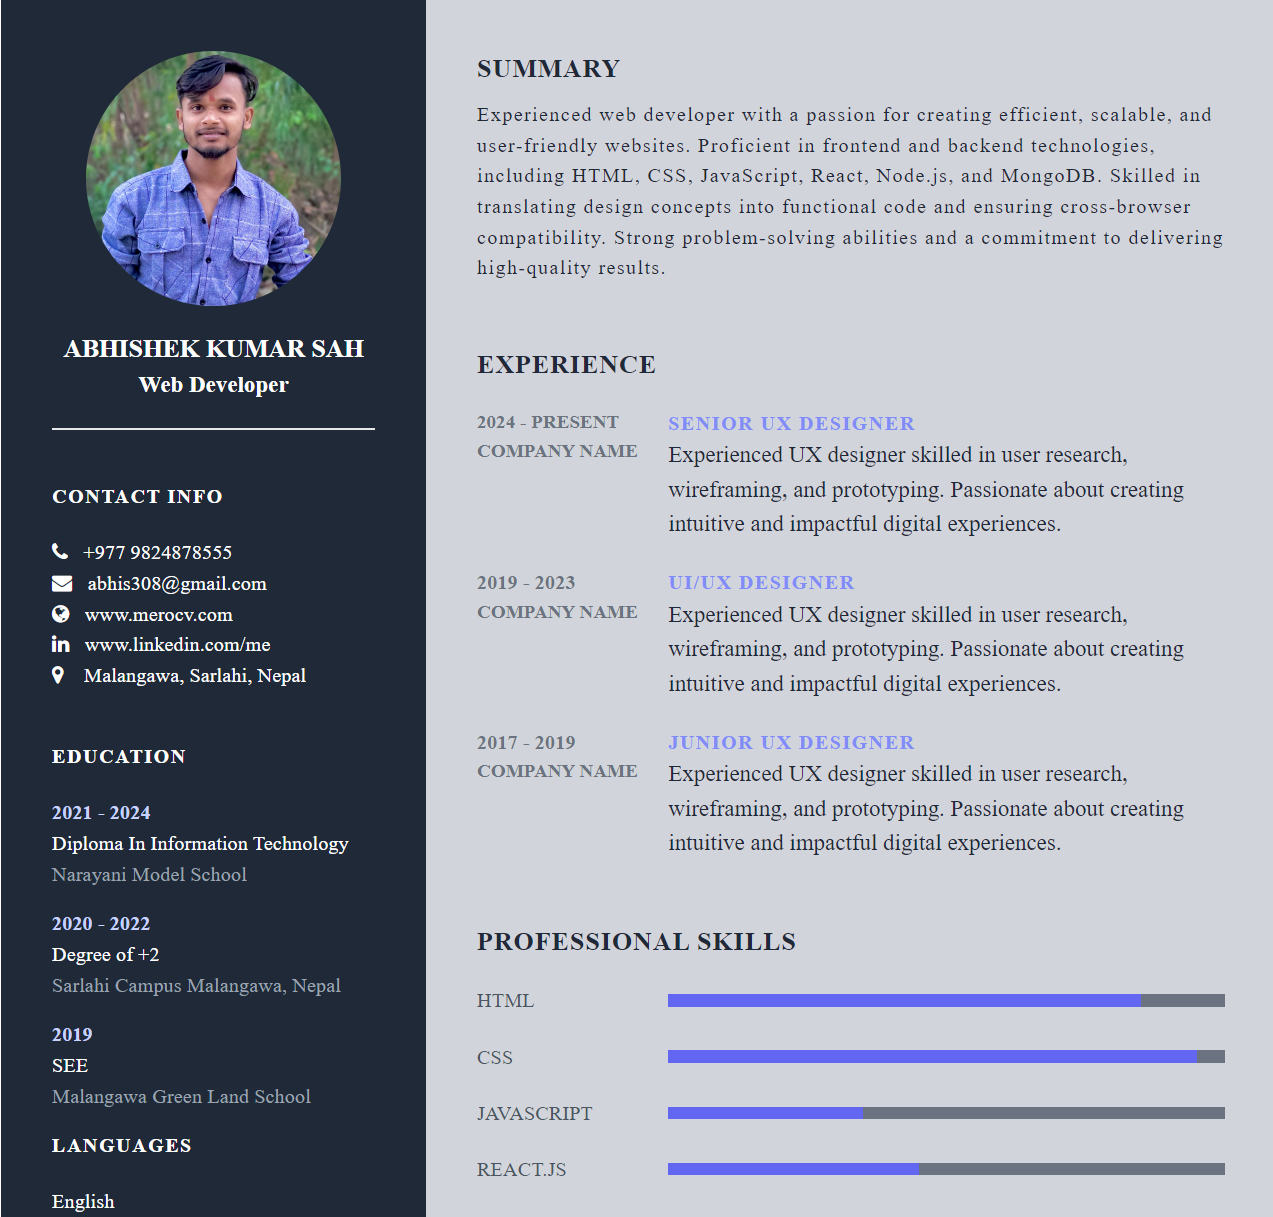 ABHISHEK KUMAR SAH
Web Developer
CONTACT INFO
+977 9824878555
abhis308@gmail.com
www.merocv.com
www.linkedin.com/me
Malangawa, Sarlahi, Nepal
EDUCATION
2021 - 2024
Diploma In Information Technology
Narayani Model School
2020 - 2022
Degree of +2
Sarlahi Campus Malangawa, Nepal
2019
SEE
Malangawa Green Land School
LANGUAGES
English
SUMMARY
Experienced web developer with a passion for creating efficient, scalable, and
user-friendly websites. Proficient in frontend and backend technologies,
including HTML, CSS, JavaScript, React, Node.js, and MongoDB. Skilled in
translating design concepts into functional code and ensuring cross-browser
compatibility. Strong problem-solving abilities and a commitment to delivering
high-quality results.
EXPERIENCE
2024 - PRESENT
COMPANY NAME
SENIOR UX DESIGNER
Experienced UX designer skilled in user research,
wireframing, and prototyping. Passionate about creating
intuitive and impactful digital experiences.
2019 - 2023
COMPANY NAME
UI/UX DESIGNER
Experienced UX designer skilled in user research,
wireframing, and prototyping. Passionate about creating
intuitive and impactful digital experiences.
2017 - 2019
COMPANY NAME
JUNIOR UX DESIGNER
Experienced UX designer skilled in user research,
wireframing, and prototyping. Passionate about creating
intuitive and impactful digital experiences.
PROFESSIONAL SKILLS
HTML
CSS
JAVASCRIPT
REACT.JS